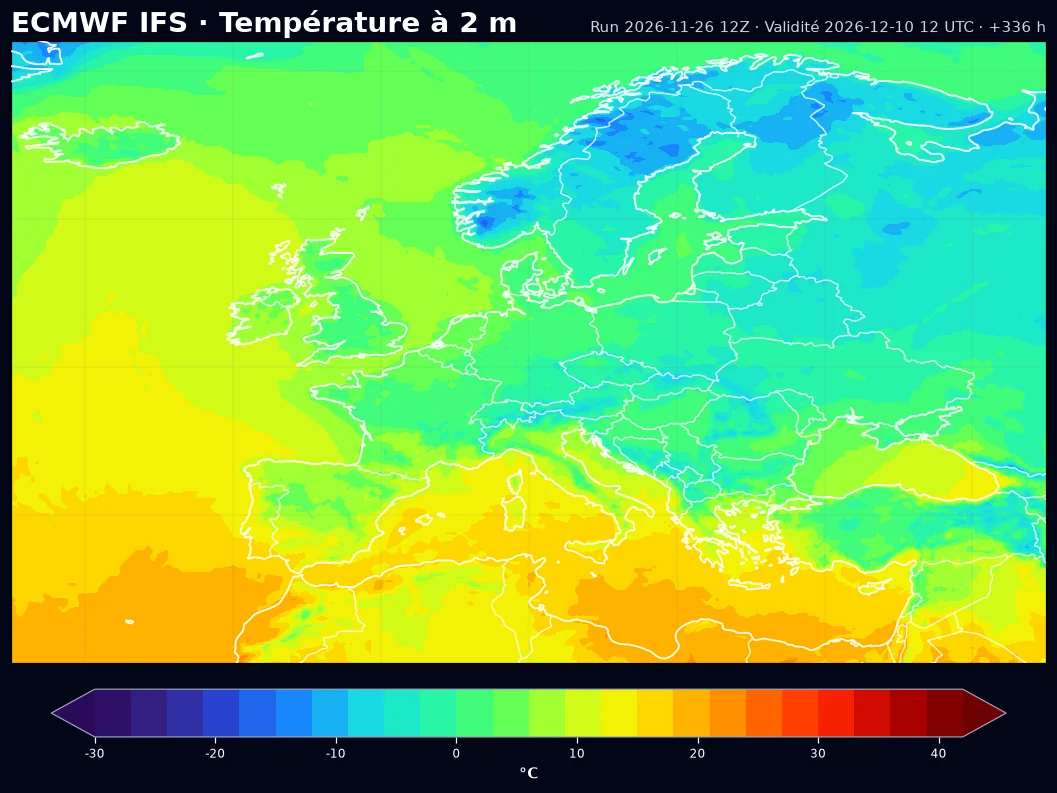 ECMWF IFS · Température à 2 m
Run 2026-11-26 12Z · Validité 2026-12-10 12 UTC · +336 h
-30 -20 -10 0 10 20 30 40
°C